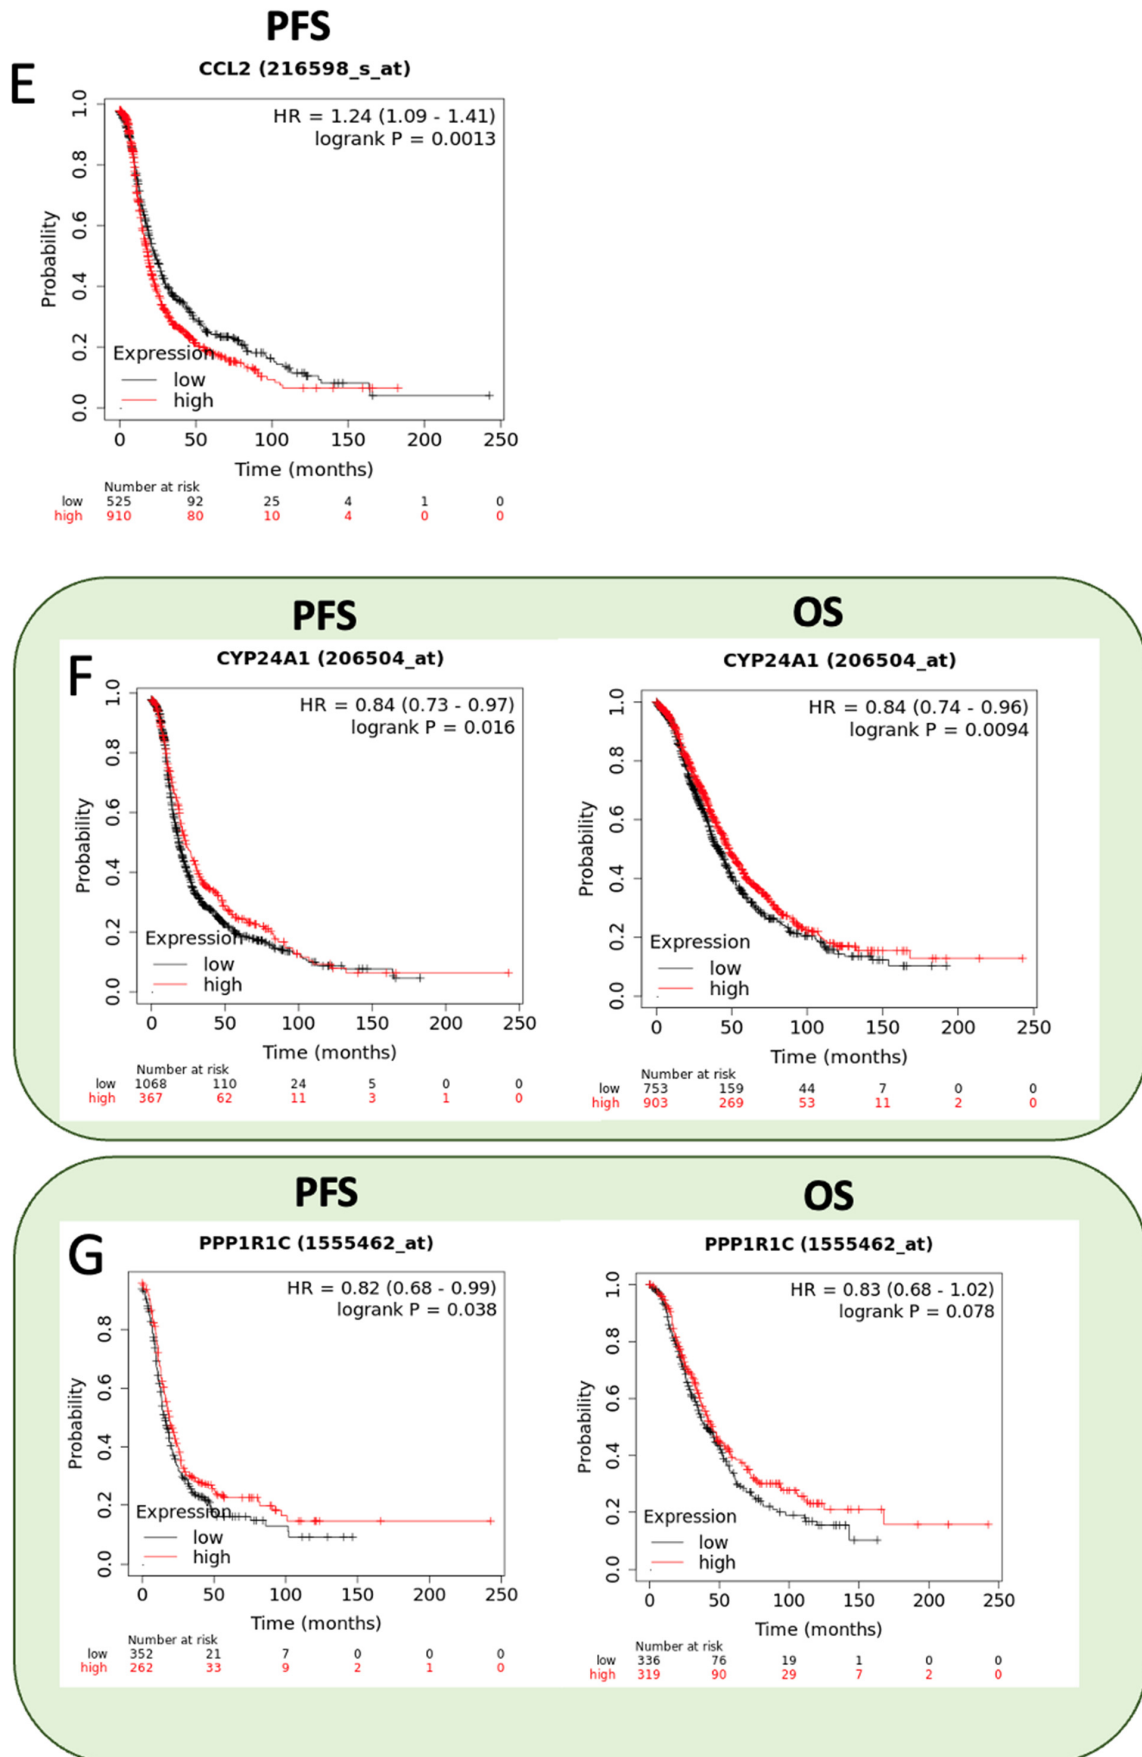 PFS
E
CCL2 (216598_s_at)
HR = 1.24 (1.09 - 1.41)
logrank P = 0.0013
Probability
1.0
0.8
0.6
0.4
0.2
0.0
Expression
low
high
0 50 100 150 200 250
Time (months)
Number at risk
low 525 92 25 4 1 0
high 910 80 10 4 0 0
PFS
F
CYP24A1 (206504_at)
HR = 0.84 (0.73 - 0.97)
logrank P = 0.016
Probability
1.0
0.8
0.6
0.4
0.2
0.0
Expression
low
high
0 50 100 150 200 250
Time (months)
Number at risk
low 1068 110 24 5 0 0
high 367 62 11 3 1 0
OS
CYP24A1 (206504_at)
HR = 0.84 (0.74 - 0.96)
logrank P = 0.0094
Probability
1.0
0.8
0.6
0.4
0.2
0.0
Expression
low
high
0 50 100 150 200 250
Time (months)
Number at risk
low 753 159 44 7 0 0
high 903 269 53 11 2 0
PFS
G
PPP1R1C (1555462_at)
HR = 0.82 (0.68 - 0.99)
logrank P = 0.038
Probability
0.8
0.6
0.4
0.2
0.0
Expression
low
high
0 50 100 150 200 250
Time (months)
Number at risk
low 352 21 7 0 0 0
high 262 33 9 2 1 0
OS
PPP1R1C (1555462_at)
HR = 0.83 (0.68 - 1.02)
logrank P = 0.078
Probability
1.0
0.8
0.6
0.4
0.2
0.0
Expression
low
high
0 50 100 150 200 250
Time (months)
Number at risk
low 336 76 19 1 0 0
high 319 90 29 7 2 0